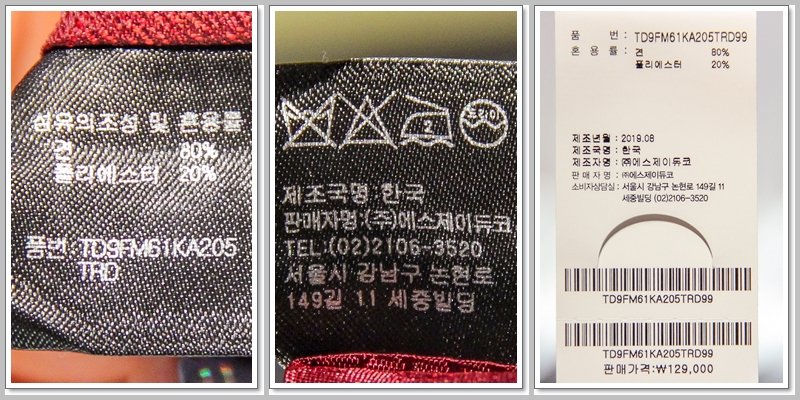 섬유의조성 및 혼용률
견 80%
폴리에스터 20%
품번: TD9FM61KA205
TRD
2
드라이
제조국명 한국
판매자명:(주)에스제이듀코
TEL:(02)2106-3520
서울시 강남구 논현로
149길 11 세중빌딩
품 번 : TD9FM61KA205TRD99
혼 용 률 : 견 80%
폴리에스터 20%
제조년월 : 2019.08
제조국명 : 한국
제조자명 : ㈜에스제이듀코
판 매 자 명 : ㈜에스제이듀코
소비자상담실 : 서울시 강남구 논현로 149길 11
세중빌딩 (02)2106-3520
TD9FM61KA205TRD99
TD9FM61KA205TRD99
판매가격:₩129,000